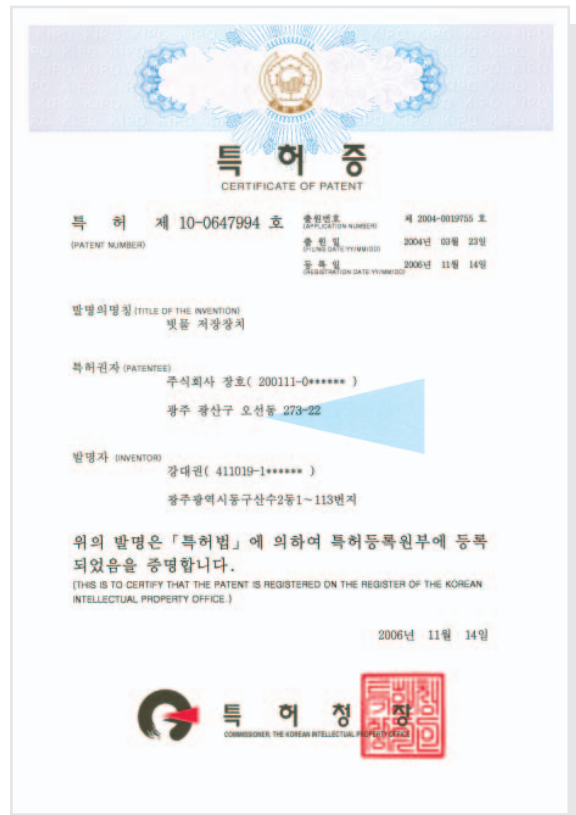 특 허 증
CERTIFICATE OF PATENT
특 허 제 10-0647994 호
(PATENT NUMBER)
출원번호 제 2004-0019755 호
(APPLICATION NUMBER)
출 원 일 2004년 03월 23일
(FILING DATE:YY/MM/DD)
등 록 일 2006년 11월 14일
(REGISTRATION DATE:YY/MM/DD)
발명의명칭 (TITLE OF THE INVENTION)
빗물 저장장치
특허권자 (PATENTEE)
주식회사 장호( 200111-0****** )
광주 광산구 오선동 273-22
발명자 (INVENTOR)
강대권( 411019-1****** )
광주광역시동구산수2동1~113번지
위의 발명은 「특허법」에 의하여 특허등록원부에 등록
되었음을 증명합니다.
(THIS IS TO CERTIFY THAT THE PATENT IS REGISTERED ON THE REGISTER OF THE KOREAN
INTELLECTUAL PROPERTY OFFICE.)
2006년 11월 14일
특 허 청 장
COMMISSIONER, THE KOREAN INTELLECTUAL PROPERTY OFFICE